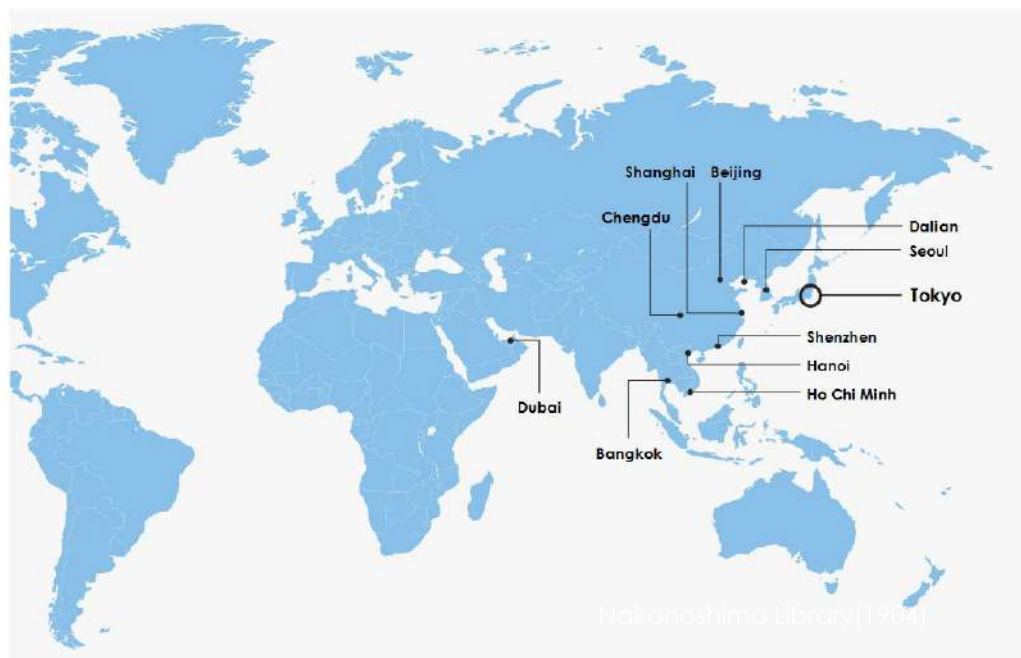 Shanghai Beijing
Chengdu
Dalian
Seoul
Tokyo
Shenzhen
Hanoi
Ho Chi Minh
Dubai
Bangkok
Nakanoshima Library(1904)